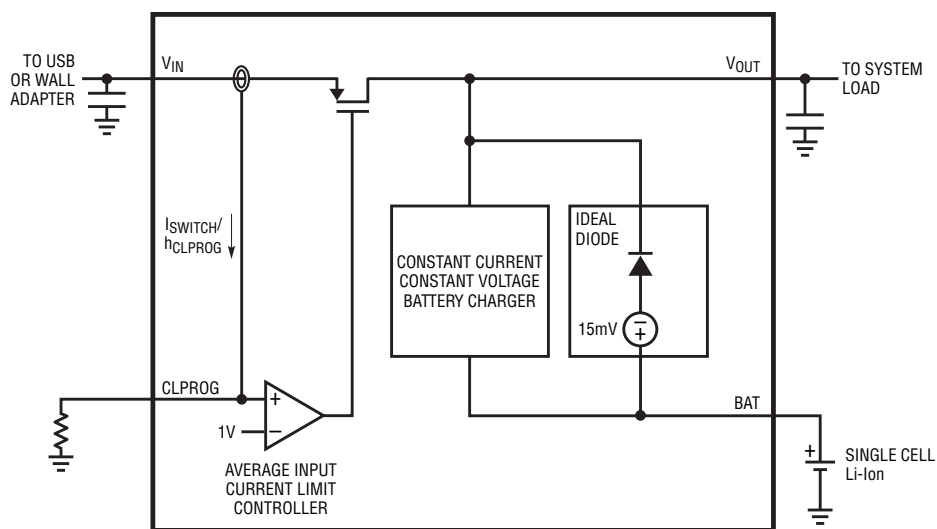 TO USB
OR WALL
ADAPTER
VIN
VOUT
TO SYSTEM
LOAD
ISWITCH/
hCLPROG
IDEAL
DIODE
CONSTANT CURRENT
CONSTANT VOLTAGE
BATTERY CHARGER
15mV
–
+
CLPROG
+
1V
–
BAT
AVERAGE INPUT
CURRENT LIMIT
CONTROLLER
+
SINGLE CELL
Li-Ion